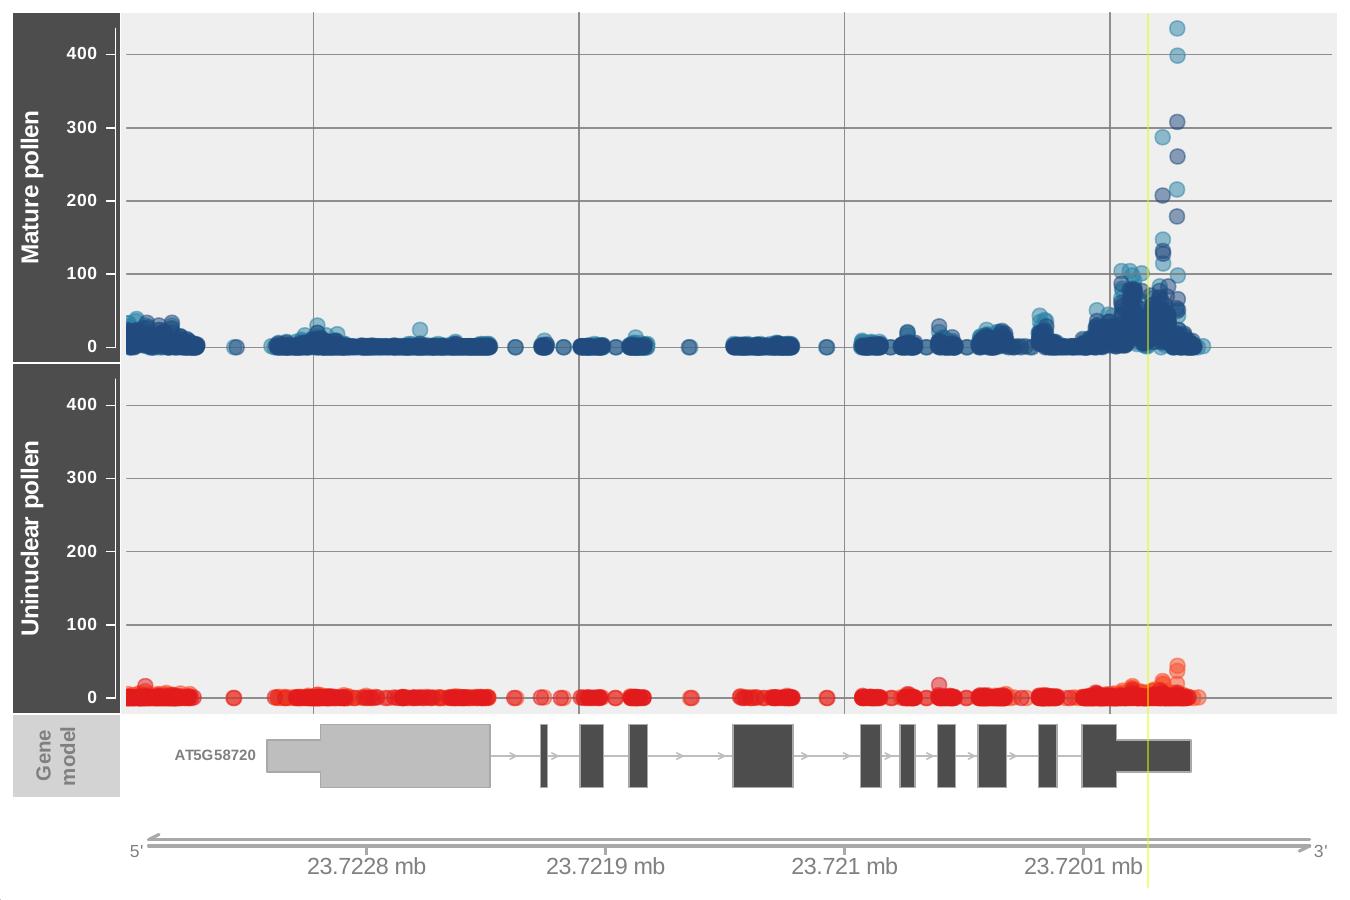 Mature pollen
400
300
200
100
0
Uninuclear pollen
400
300
200
100
0
Gene
model
AT5G58720
5'
3'
23.7228 mb
23.7219 mb
23.721 mb
23.7201 mb